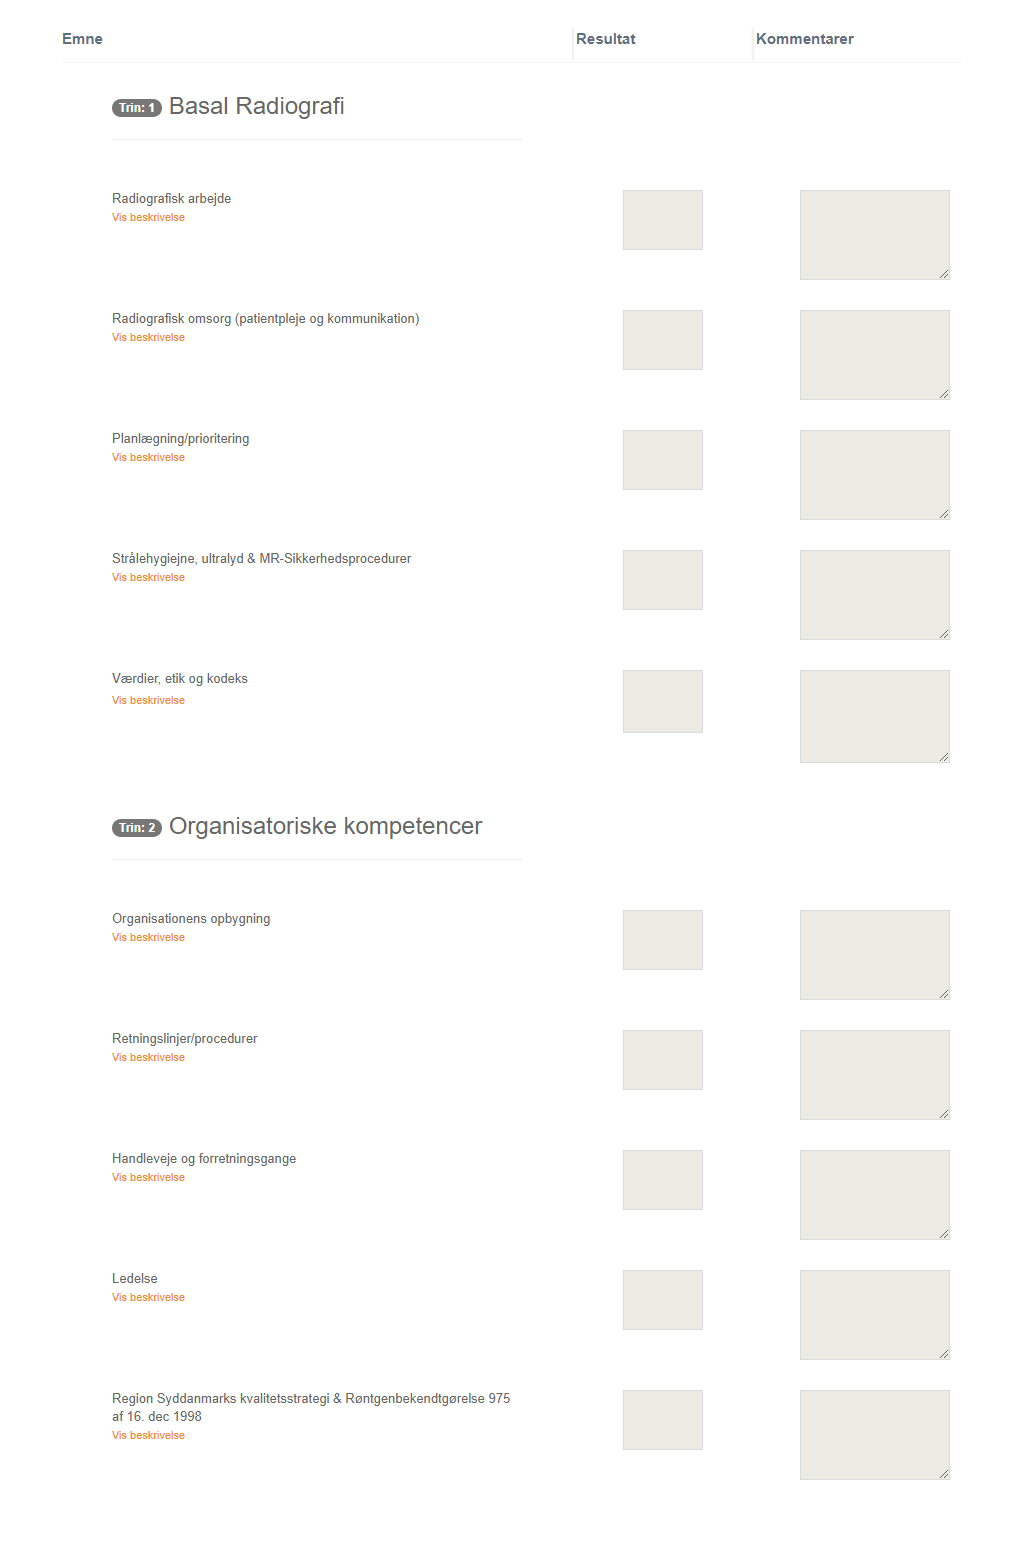 Emne Resultat Kommentarer
Trin: 1 Basal Radiografi
Radiografisk arbejde
Vis beskrivelse
Radiografisk omsorg (patientpleje og kommunikation)
Vis beskrivelse
Planlægning/prioritering
Vis beskrivelse
Strålehygiejne, ultralyd & MR-Sikkerhedsprocedurer
Vis beskrivelse
Værdier, etik og kodeks
Vis beskrivelse
Trin: 2 Organisatoriske kompetencer
Organisationens opbygning
Vis beskrivelse
Retningslinjer/procedurer
Vis beskrivelse
Handleveje og forretningsgange
Vis beskrivelse
Ledelse
Vis beskrivelse
Region Syddanmarks kvalitetsstrategi & Røntgenbekendtgørelse 975
af 16. dec 1998
Vis beskrivelse